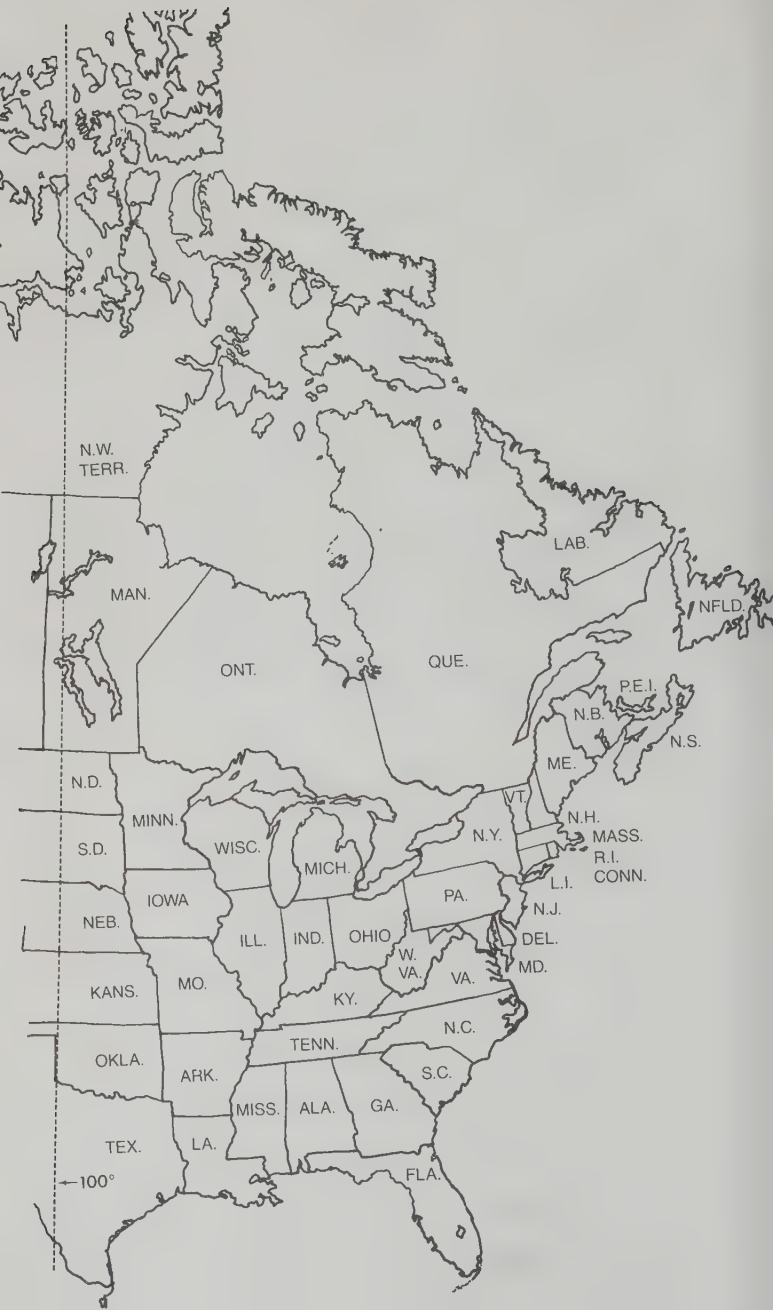 N.W.
TERR.
LAB.
MAN.
NFLD.
ONT.
QUE.
P.E.I.
N.B.
N.S.
ME.
N.D.
VT.
MINN.
N.H.
N.Y.
MASS.
S.D.
WISC.
R.I.
MICH.
CONN.
L.I.
IOWA
PA.
N.J.
NEB.
ILL.
IND.
OHIO
DEL.
W.
VA.
MD.
MO.
VA.
KANS.
KY.
N.C.
TENN.
OKLA.
ARK.
S.C.
MISS.
ALA.
GA.
TEX.
LA.
FLA.
←100°